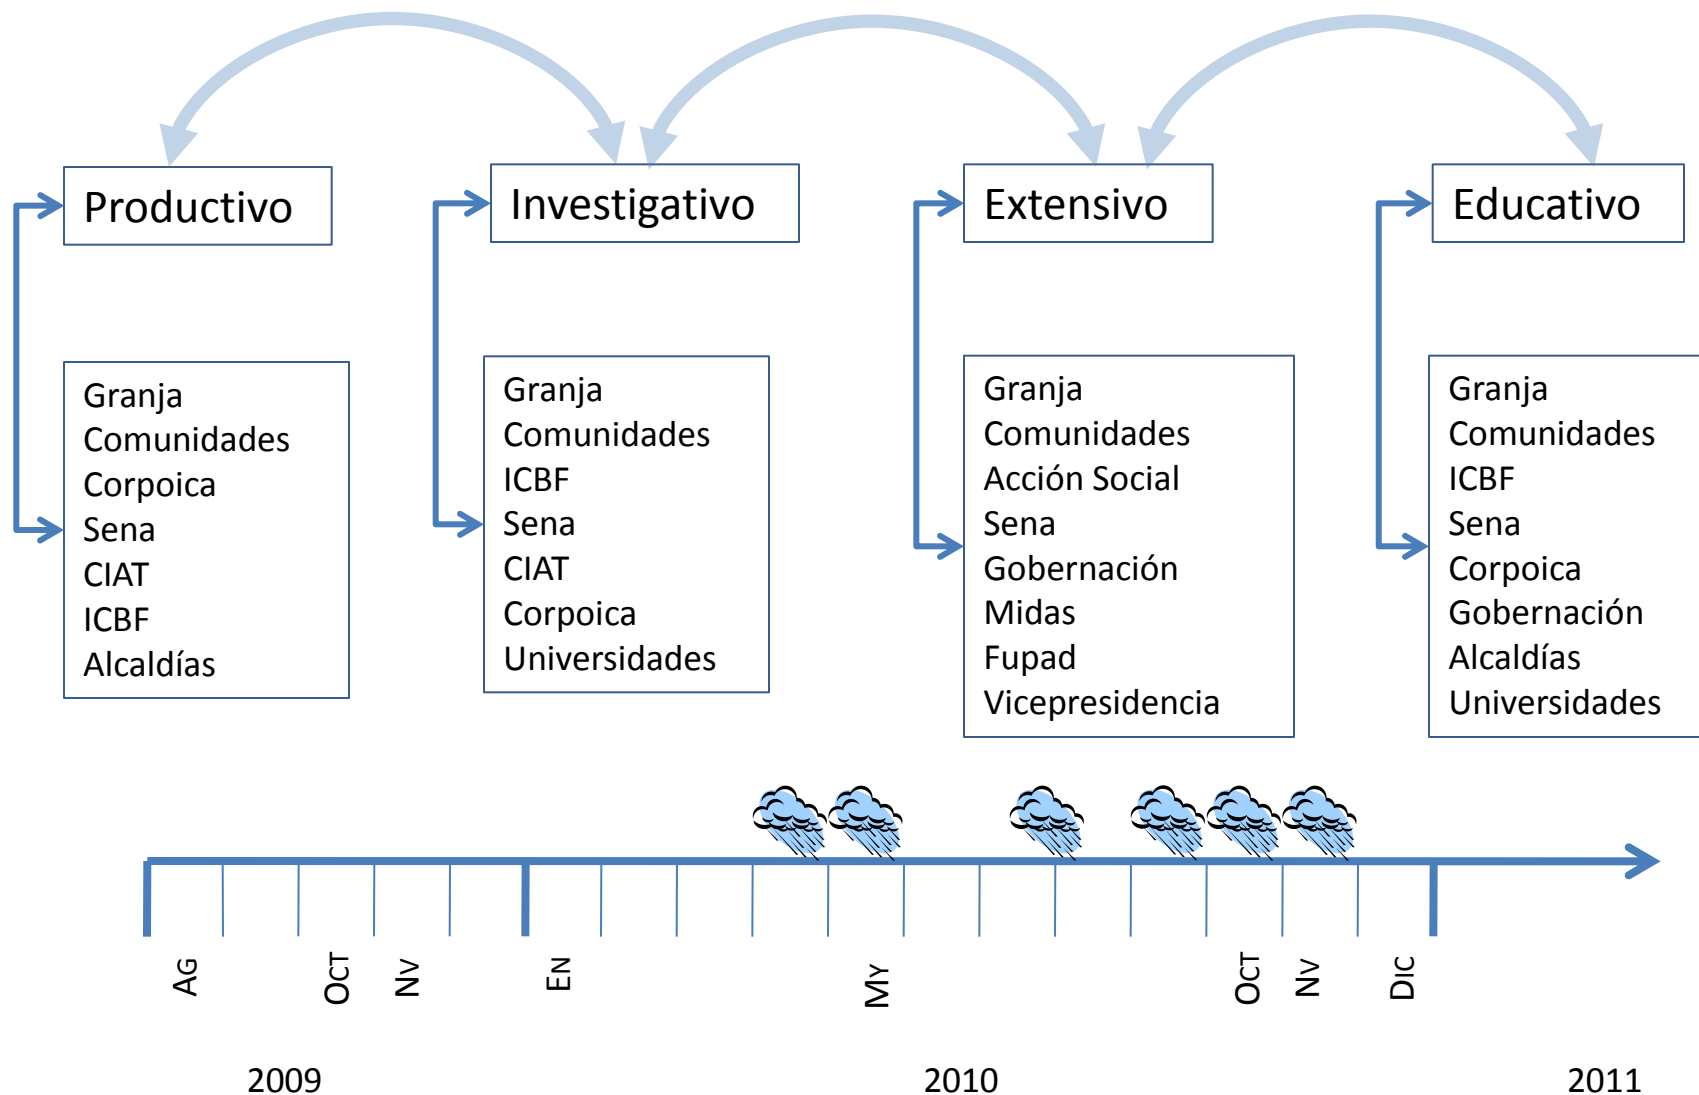 Productivo
Investigativo
Extensivo
Educativo
Granja
Comunidades
Corpoica
Sena
CIAT
ICBF
Alcaldías
Granja
Comunidades
ICBF
Sena
CIAT
Corpoica
Universidades
Granja
Comunidades
Acción Social
Sena
Gobernación
Midas
Fupad
Vicepresidencia
Granja
Comunidades
ICBF
Sena
Corpoica
Gobernación
Alcaldías
Universidades
AG
OCT
NV
EN
MY
OCT
NV
DIC
2009
2010
2011